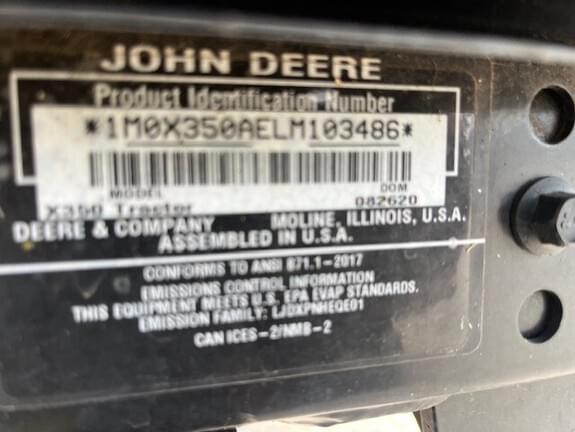 JOHN DEERE
Product Identification Number
*1M0X350AELM103486*
MODEL DOM
X350 Tractor 082620
DEERE & COMPANY MOLINE, ILLINOIS, U.S.A.
ASSEMBLED IN U.S.A.
CONFORMS TO ANSI B71.1-2017
EMISSIONS CONTROL INFORMATION
THIS EQUIPMENT MEETS U.S. EPA EVAP STANDARDS.
EMISSION FAMILY: LJDXPNHEQE01
CAN ICES-2/NMB-2